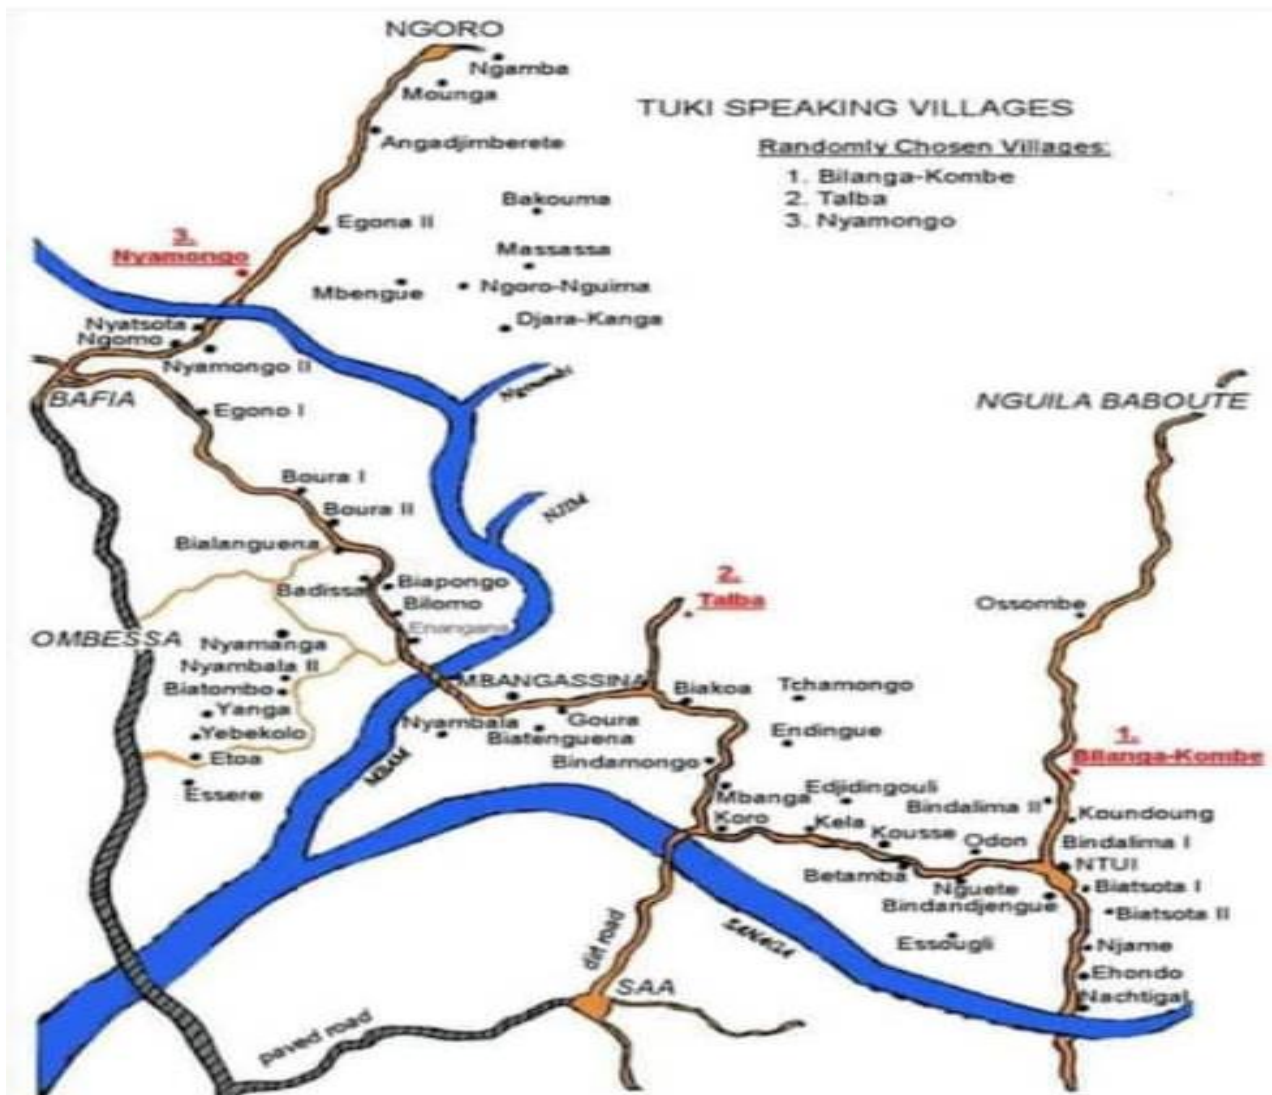 NGORO
Ngamba
Mounga
TUKI SPEAKING VILLAGES
Angadjimberete
Randomly Chosen Villages:
1. Bilanga-Kombe
2. Talba
3. Nyamongo
Bakouma
Egona II
3.
Nyamongo
Massassa
Mbengue
Ngoro-Nguima
Djara-Kanga
Nyatsota
Ngomo
Nyamongo II
BAFIA
NGUILA BABOUTE
Egono I
Boura I
Boura II
NJIM
Bialanguena
Badissa
Biapongo
Bilomo
Enangana
2.
Talba
Ossombe
OMBESSA
Nyamanga
Nyambala II
Biatombo
Yanga
Yebekolo
Etoa
Essere
MBANGASSINA
Biakoa
Tchamongo
Nyambala
Goura
Biatenguena
Endingue
1.
Bilanga-Kombe
MBAM
Bindamongo
Mbanga
Edjidingouli
Bindalima II
Koundoung
Koro
Kela
Kousse
Odon
Bindalima I
NTUI
Betamba
Nguete
Biatsota I
Bindandjengue
Biatsota II
Essougli
Njame
SANAGA
Ehondo
Nachtigal
dirt road
SAA
paved road